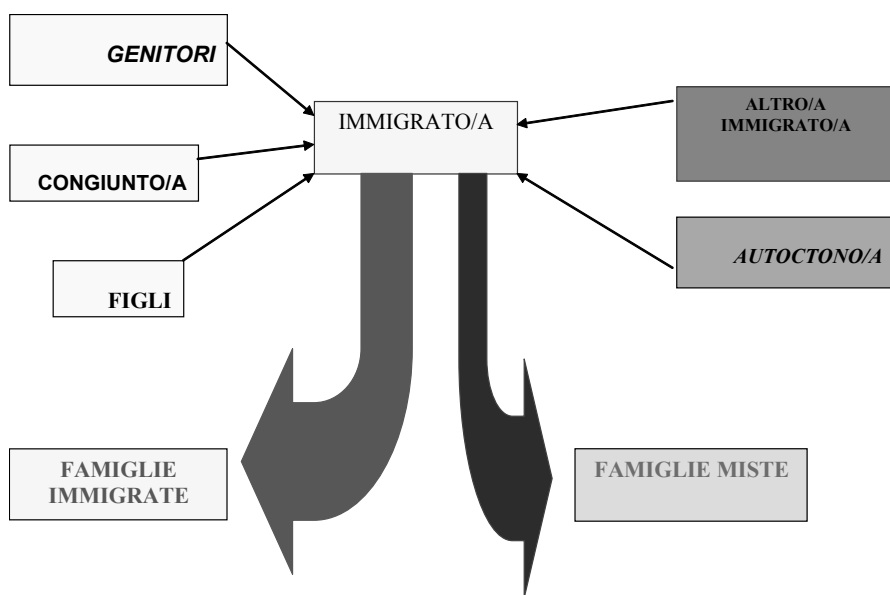 GENITORI
IMMIGRATO/A
ALTRO/A
IMMIGRATO/A
CONGIUNTO/A
AUTOCTONO/A
FIGLI
FAMIGLIE
IMMIGRATE
FAMIGLIE MISTE